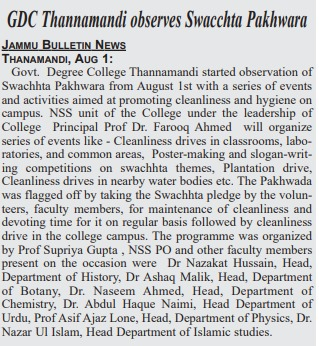 GDC Thannamandi observes Swacchta Pakhwara
JAMMU BULLETIN NEWS
THANAMANDI, AUG 1:
Govt. Degree College Thannamandi started observation of
Swachhta Pakhwara from August 1st with a series of events
and activities aimed at promoting cleanliness and hygiene on
campus. NSS unit of the College under the leadership of
College Principal Prof Dr. Farooq Ahmed will organize
series of events like - Cleanliness drives in classrooms, labo-
ratories, and common areas, Poster-making and slogan-writ-
ing competitions on swachhta themes, Plantation drive,
Cleanliness drives in nearby water bodies etc. The Pakhwada
was flagged off by taking the Swachhta pledge by the volun-
teers, faculty members, for maintenance of cleanliness and
devoting time for it on regular basis followed by cleanliness
drive in the college campus. The programme was organized
by Prof Supriya Gupta , NSS PO and other faculty members
present on the occasion were Dr Nazakat Hussain, Head,
Department of History, Dr Ashaq Malik, Head, Department
of Botany, Dr. Naseem Ahmed, Head, Department of
Chemistry, Dr. Abdul Haque Naimi, Head Department of
Urdu, Prof Asif Ajaz Lone, Head, Department of Physics, Dr.
Nazar Ul Islam, Head Department of Islamic studies.